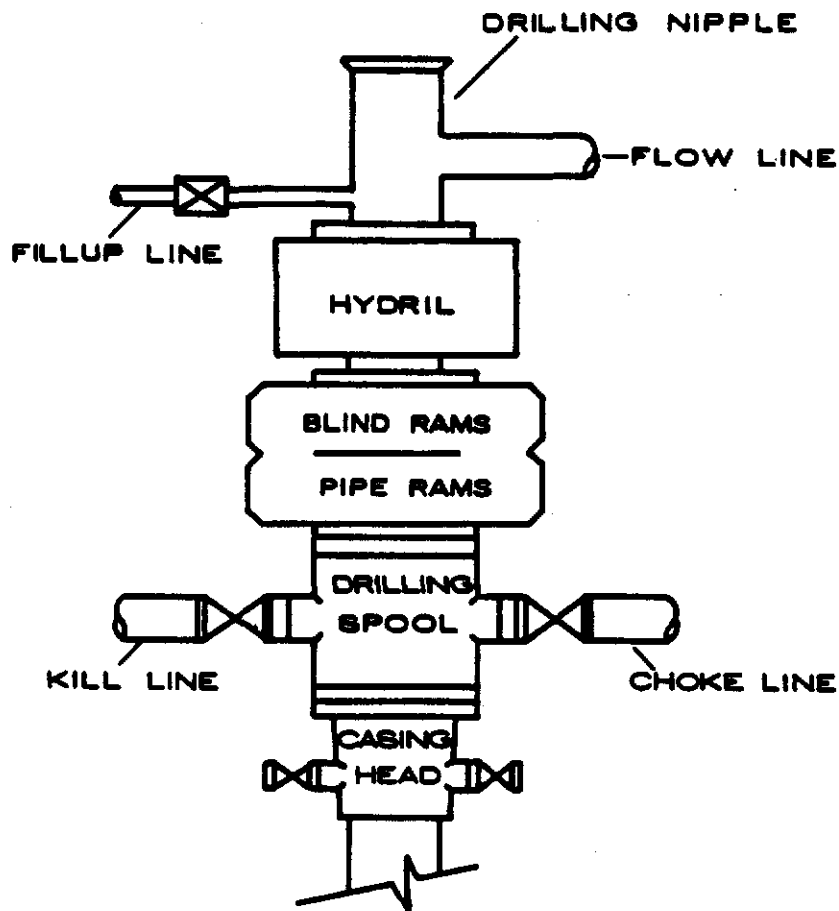 DRILLING NIPPLE
FLOW LINE
FILLUP LINE
HYDRIL
BLIND RAMS
PIPE RAMS
DRILLING
SPOOL
KILL LINE
CHOKE LINE
CASING
HEAD